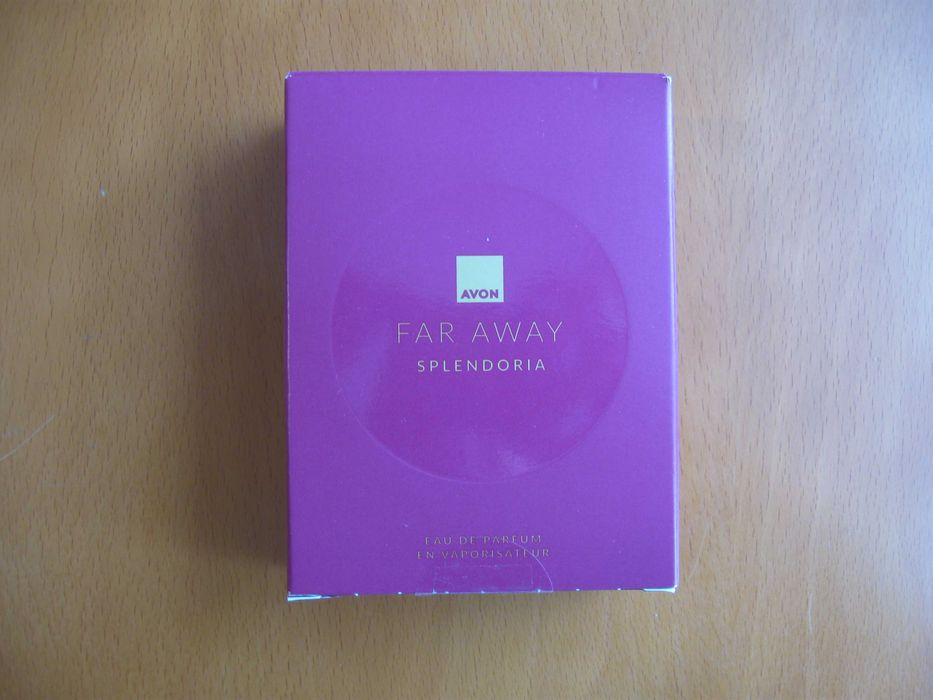 AVON
FAR AWAY
SPLENDORIA
EAU DE PARFUM
EN VAPORISATEUR